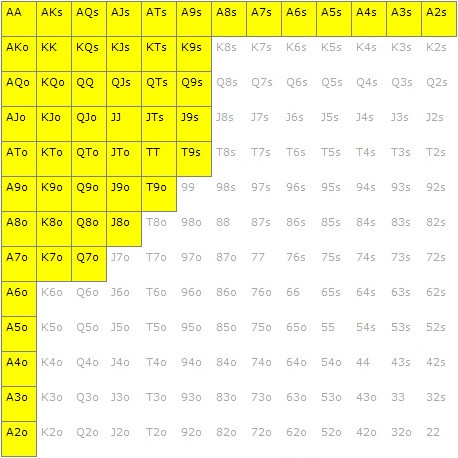 AA AKs AQs AJs ATs A9s A8s A7s A6s A5s A4s A3s A2s
AKo KK KQs KJs KTs K9s K8s K7s K6s K5s K4s K3s K2s
AQo KQo QQ QJs QTs Q9s Q8s Q7s Q6s Q5s Q4s Q3s Q2s
AJo KJo QJo JJ JTs J9s J8s J7s J6s J5s J4s J3s J2s
ATo KTo QTo JTo TT T9s T8s T7s T6s T5s T4s T3s T2s
A9o K9o Q9o J9o T9o 99 98s 97s 96s 95s 94s 93s 92s
A8o K8o Q8o J8o T8o 98o 88 87s 86s 85s 84s 83s 82s
A7o K7o Q7o J7o T7o 97o 87o 77 76s 75s 74s 73s 72s
A6o K6o Q6o J6o T6o 96o 86o 76o 66 65s 64s 63s 62s
A5o K5o Q5o J5o T5o 95o 85o 75o 65o 55 54s 53s 52s
A4o K4o Q4o J4o T4o 94o 84o 74o 64o 54o 44 43s 42s
A3o K3o Q3o J3o T3o 93o 83o 73o 63o 53o 43o 33 32s
A2o K2o Q2o J2o T2o 92o 82o 72o 62o 52o 42o 32o 22